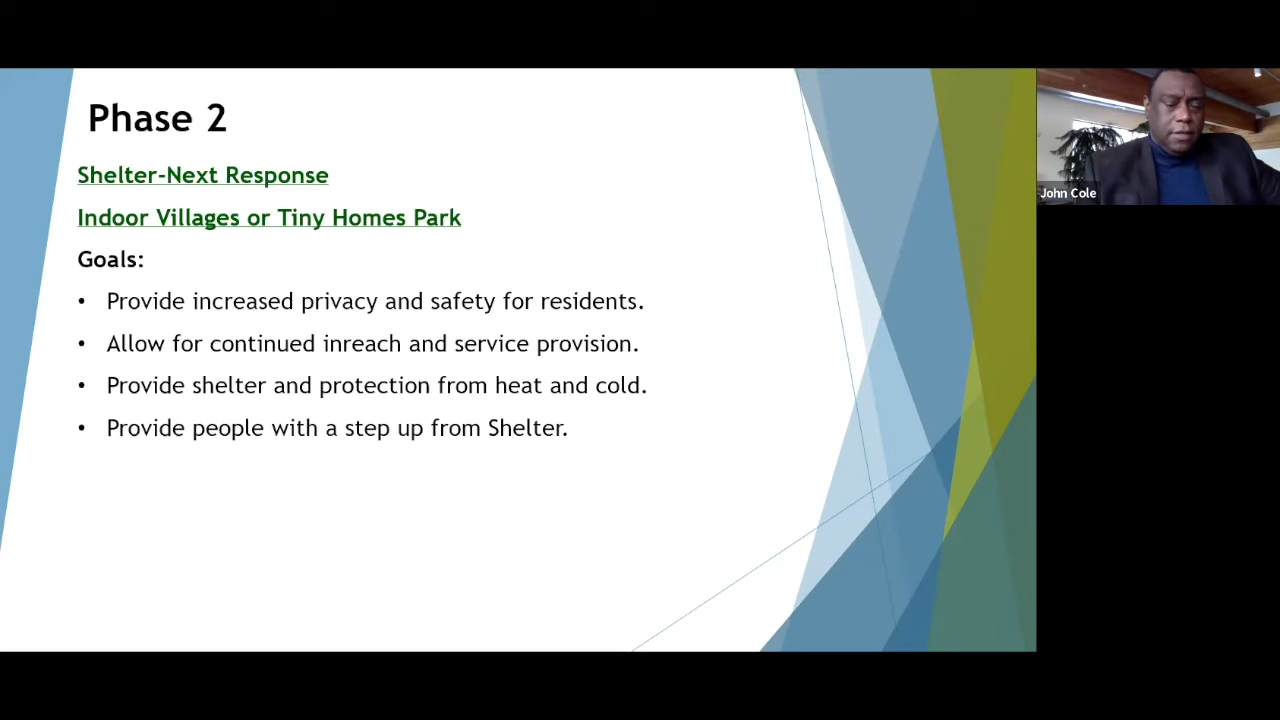 Phase 2
Shelter-Next Response
Indoor Villages or Tiny Homes Park
Goals:
• Provide increased privacy and safety for residents.
• Allow for continued inreach and service provision.
• Provide shelter and protection from heat and cold.
• Provide people with a step up from Shelter.
John Cole